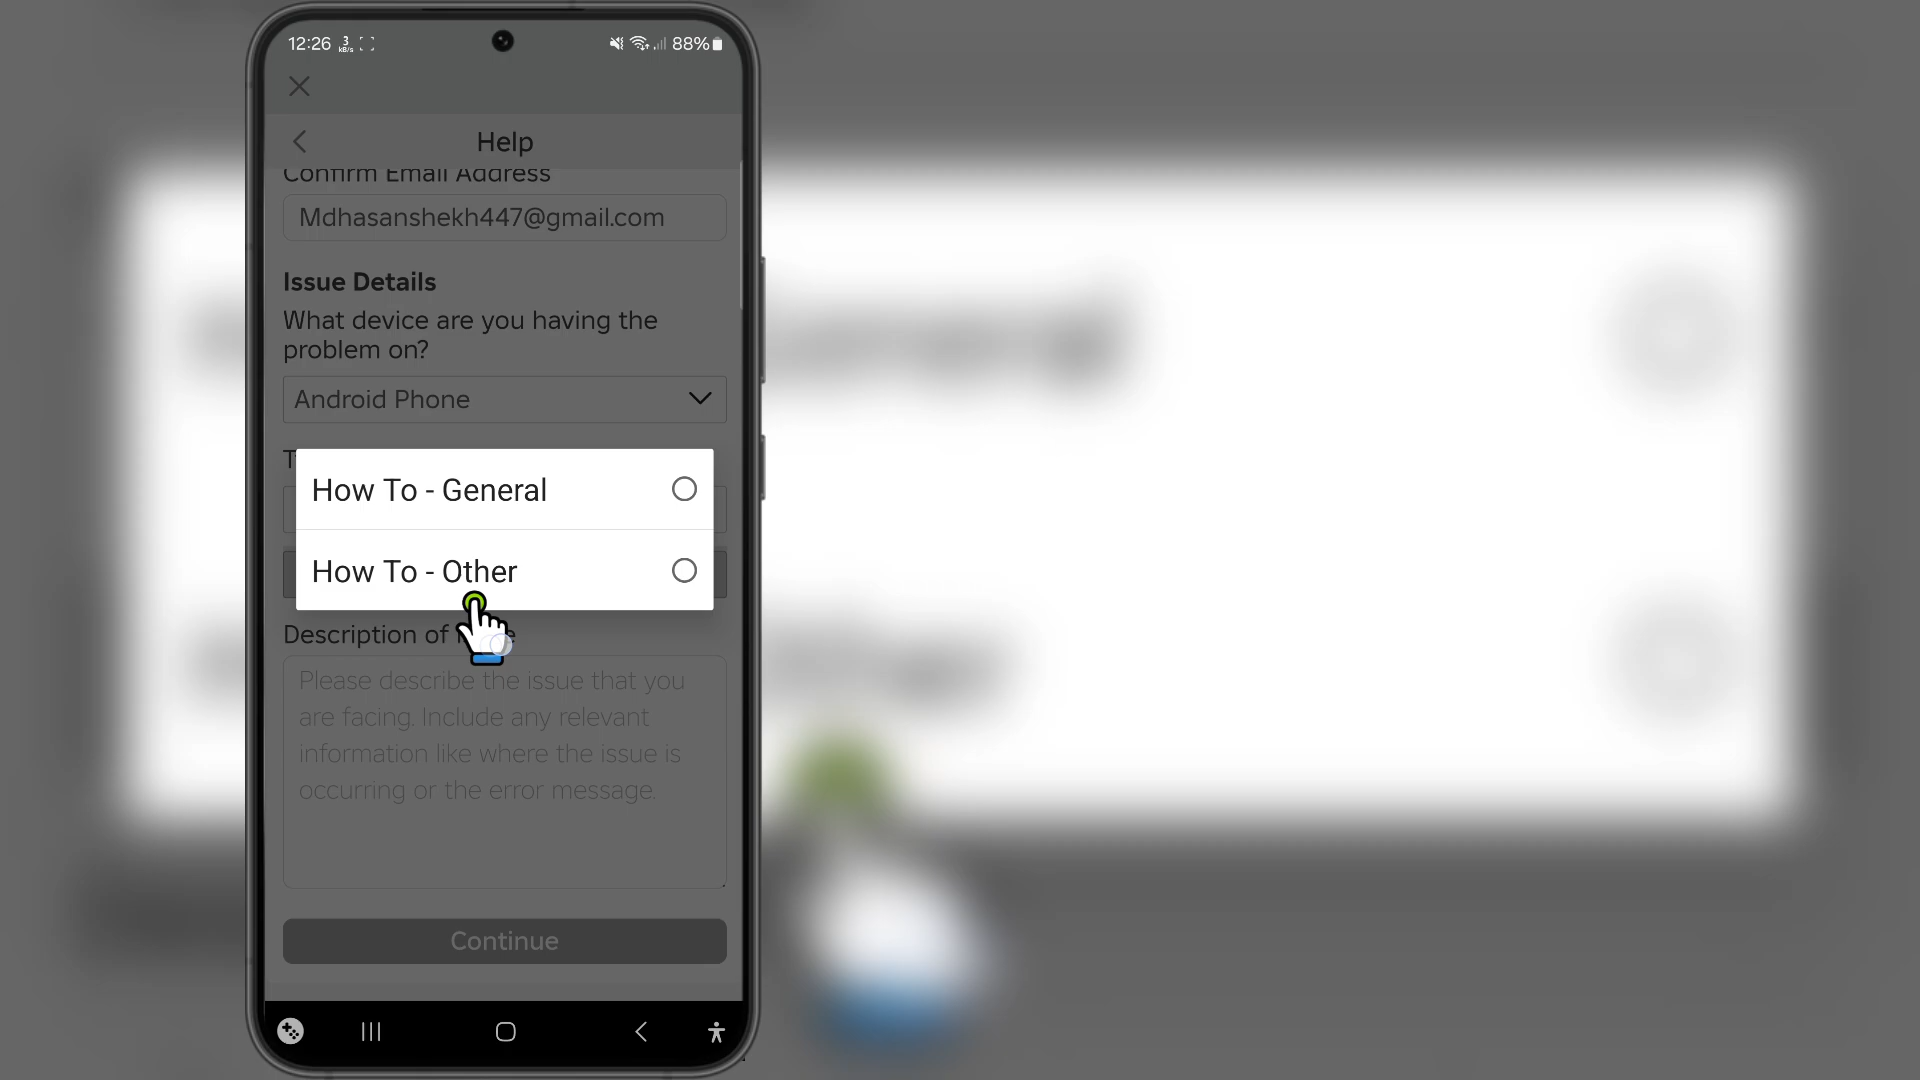 12:26
3
kB/s
88%
Help
Confirm Email Address
Mdhasanshekh447@gmail.com
Issue Details
What device are you having the
problem on?
Android Phone
How To - General
How To - Other
Description of
Please describe the issue that you
are facing. Include any relevant
information like where the issue is
occurring or the error message.
Continue